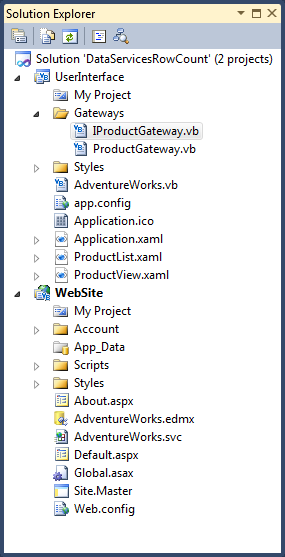 Solution Explorer
Solution 'DataServicesRowCount' (2 projects)
UserInterface
My Project
Gateways
IProductGateway.vb
ProductGateway.vb
Styles
AdventureWorks.vb
app.config
Application.ico
Application.xaml
ProductList.xaml
ProductView.xaml
WebSite
My Project
Account
App_Data
Scripts
Styles
About.aspx
AdventureWorks.edmx
AdventureWorks.svc
Default.aspx
Global.asax
Site.Master
Web.config